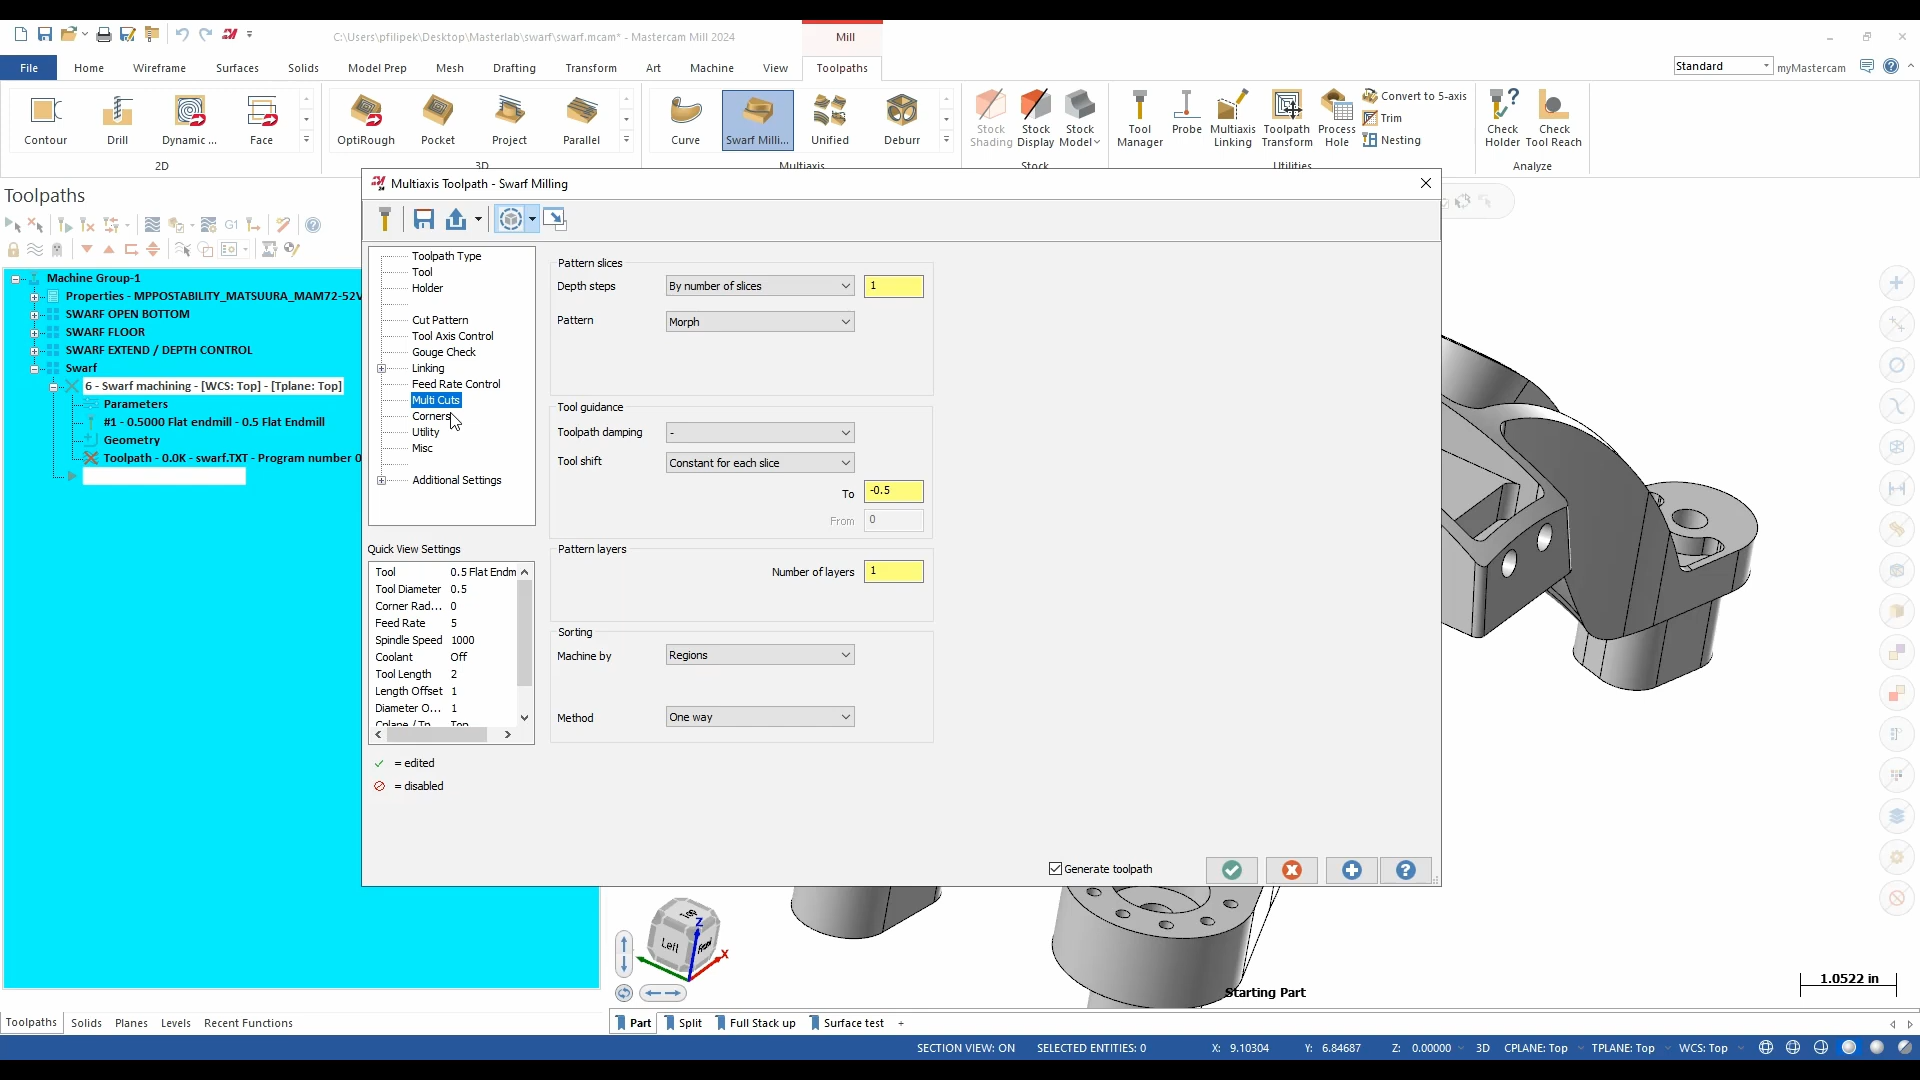 C:\Users\pfilipek\Desktop\Masterlab\swarf\swarf.mcam* - Mastercam Mill 2024
Mill
File Home Wireframe Surfaces Solids Model Prep Mesh Drafting Transform Art Machine View Toolpaths
Standard myMastercam
Contour Drill Dynamic ... Face
2D
OptiRough Pocket Project Parallel
3D
Curve Swarf Milli... Unified Deburr
Multiaxis
Stock Shading Stock Display Stock Model
Stock
Tool Manager Probe Multiaxis Linking Toolpath Transform Process Hole
Convert to 5-axis
Trim
Nesting
Utilities
Check Holder Check Tool Reach
Analyze
Toolpaths
G1
Machine Group-1
Properties - MPPOSTABILITY_MATSUURA_MAM72-52V
SWARF OPEN BOTTOM
SWARF FLOOR
SWARF EXTEND / DEPTH CONTROL
Swarf
6 - Swarf machining - [WCS: Top] - [Tplane: Top]
Parameters
#1 - 0.5000 Flat endmill - 0.5 Flat Endmill
Geometry
Toolpath - 0.0K - swarf.TXT - Program number 0
Multiaxis Toolpath - Swarf Milling
Toolpath Type
Tool
Holder
Cut Pattern
Tool Axis Control
Gouge Check
Linking
Feed Rate Control
Multi Cuts
Corners
Utility
Misc
Additional Settings
Quick View Settings
Tool 0.5 Flat Endm
Tool Diameter 0.5
Corner Rad... 0
Feed Rate 5
Spindle Speed 1000
Coolant Off
Tool Length 2
Length Offset 1
Diameter O... 1
Cplane / Tp... Top
= edited
= disabled
Pattern slices
Depth steps By number of slices 1
Pattern Morph
Tool guidance
Toolpath damping -
Tool shift Constant for each slice
To -0.5
From 0
Pattern layers
Number of layers 1
Sorting
Machine by Regions
Method One way
Generate toolpath
Top
Left
Front
Z
X
Starting Part
1.0522 in
Toolpaths Solids Planes Levels Recent Functions
Part Split Full Stack up Surface test +
SECTION VIEW: ON SELECTED ENTITIES: 0 X: 9.10304 Y: 6.84687 Z: 0.00000 3D CPLANE: Top TPLANE: Top WCS: Top